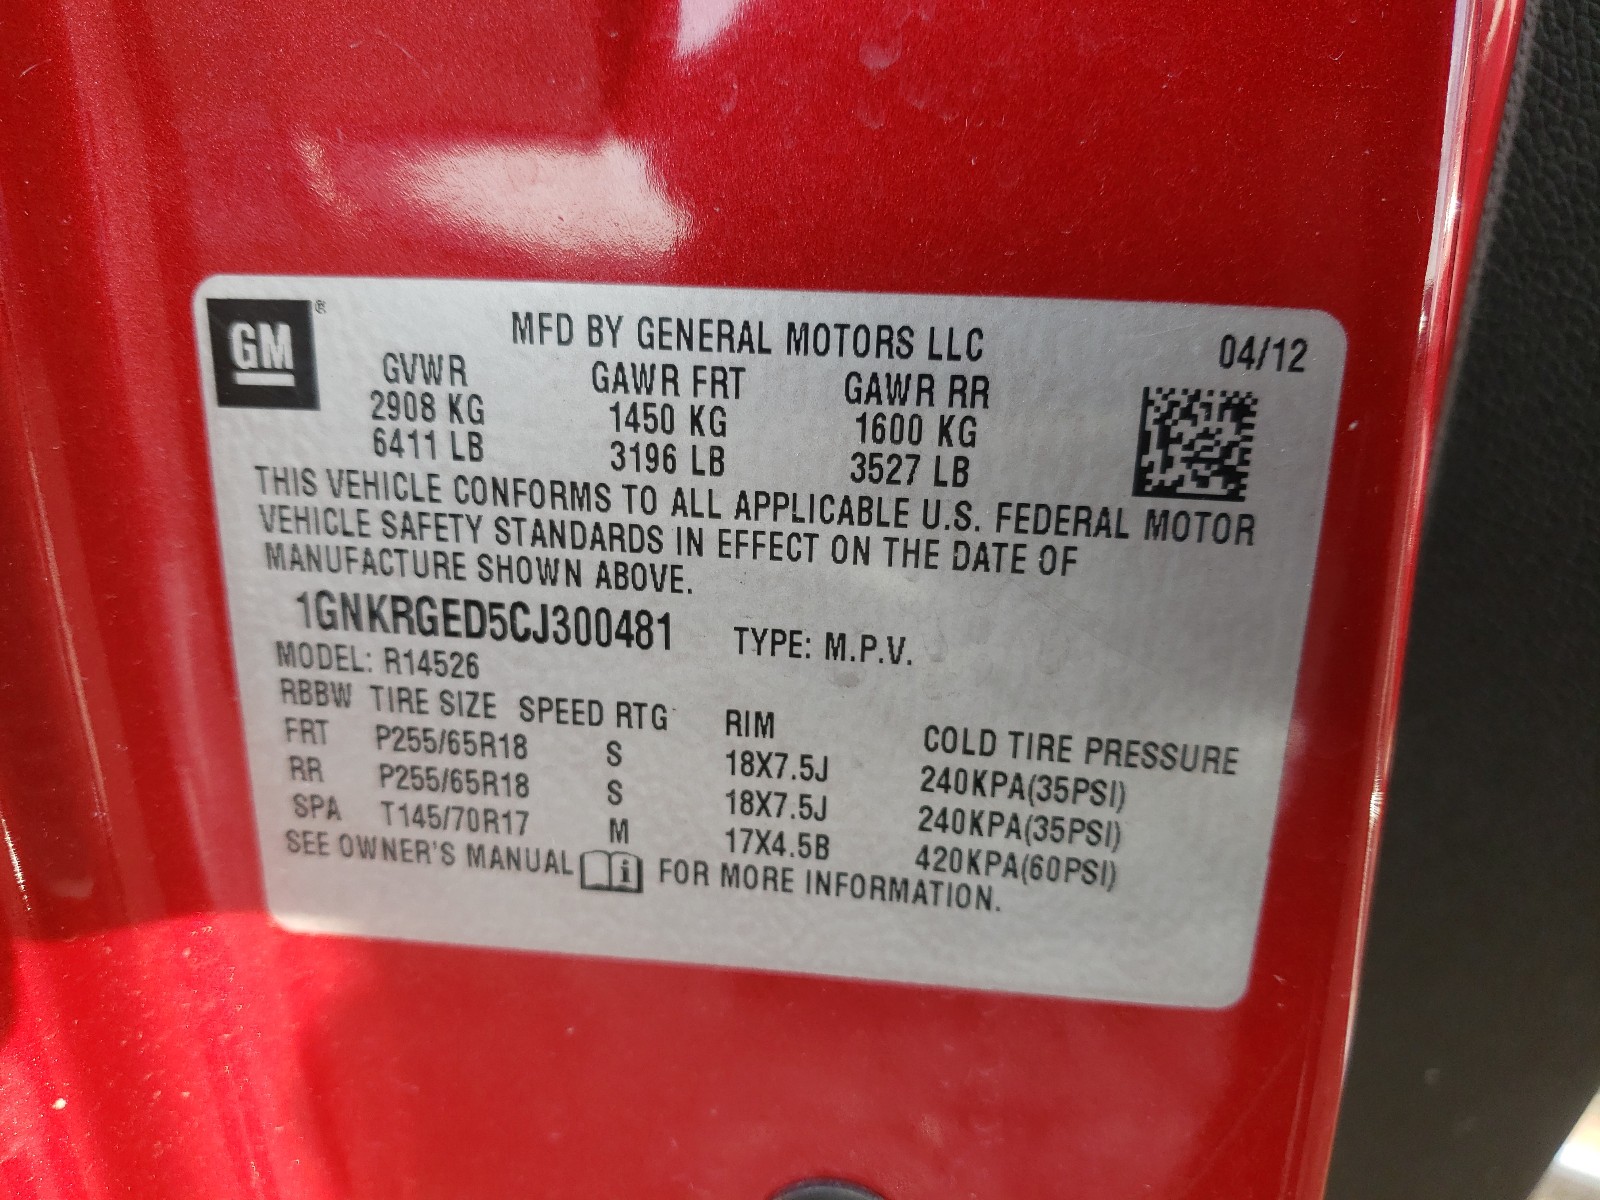 GM®
MFD BY GENERAL MOTORS LLC 04/12
GVWR GAWR FRT GAWR RR
2908 KG 1450 KG 1600 KG
6411 LB 3196 LB 3527 LB
THIS VEHICLE CONFORMS TO ALL APPLICABLE U.S. FEDERAL MOTOR
VEHICLE SAFETY STANDARDS IN EFFECT ON THE DATE OF
MANUFACTURE SHOWN ABOVE.
1GNKRGED5CJ300481 TYPE: M.P.V.
MODEL: R14526
RBBW TIRE SIZE SPEED RTG RIM COLD TIRE PRESSURE
FRT P255/65R18 S 18X7.5J 240KPA(35PSI)
RR P255/65R18 S 18X7.5J 240KPA(35PSI)
SPA T145/70R17 M 17X4.5B 420KPA(60PSI)
SEE OWNER'S MANUAL i FOR MORE INFORMATION.